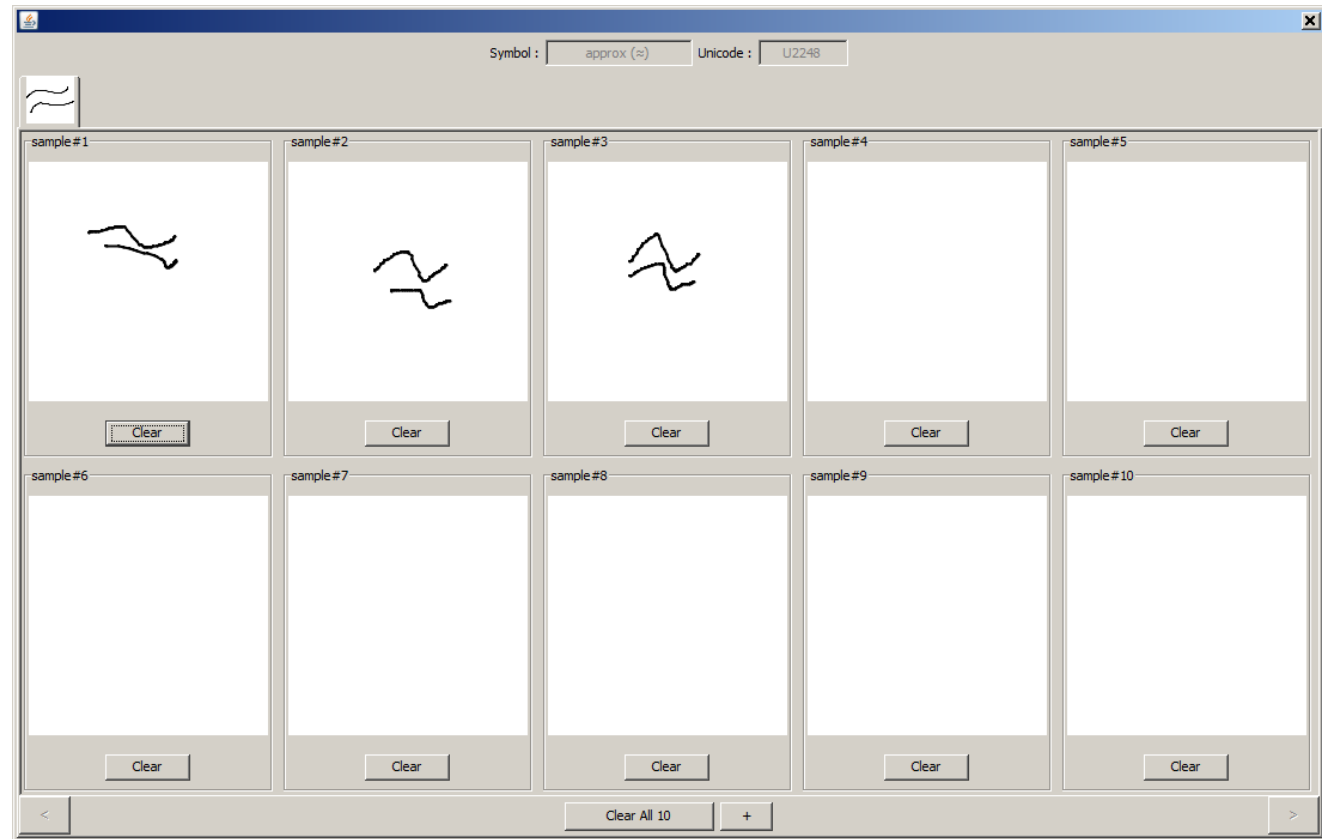 Symbol : approx (≈) Unicode : U2248
sample#1 sample#2 sample#3 sample#4 sample#5
≈ ≈ ≈
Clear Clear Clear Clear Clear
sample#6 sample#7 sample#8 sample#9 sample#10
Clear Clear Clear Clear Clear
< Clear All 10 + >